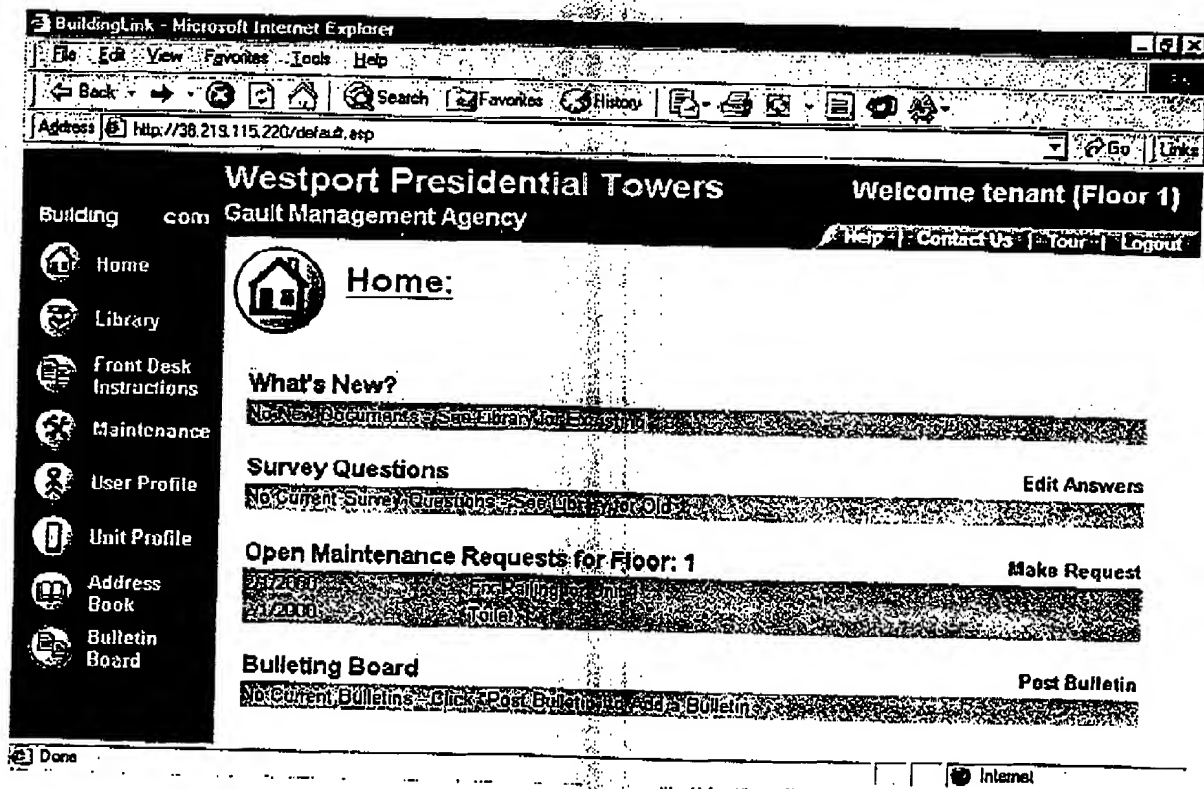 BuildingLink - Microsoft Internet Explorer
File Edit View Favorites Tools Help
Back Search Favorites History
Address http://38.219.115.220/default.asp Go Links
Westport Presidential Towers Welcome tenant (Floor 1)
Building com Gault Management Agency
Help | Contact Us | Tour | Logout
Home
Library
Front Desk
Instructions
Maintenance
User Profile
Unit Profile
Address
Book
Bulletin
Board
Home:
What's New?
No New Documents - See Library for Existing
Survey Questions Edit Answers
No Current Survey Questions - See Library for Old
Open Maintenance Requests for Floor: 1 Make Request
/2000 Railing
/1/2000 Toilet
Bulleting Board Post Bulletin
No Current Bulletins - Click Post Bulletin to Add a Bulletin
Done Internet